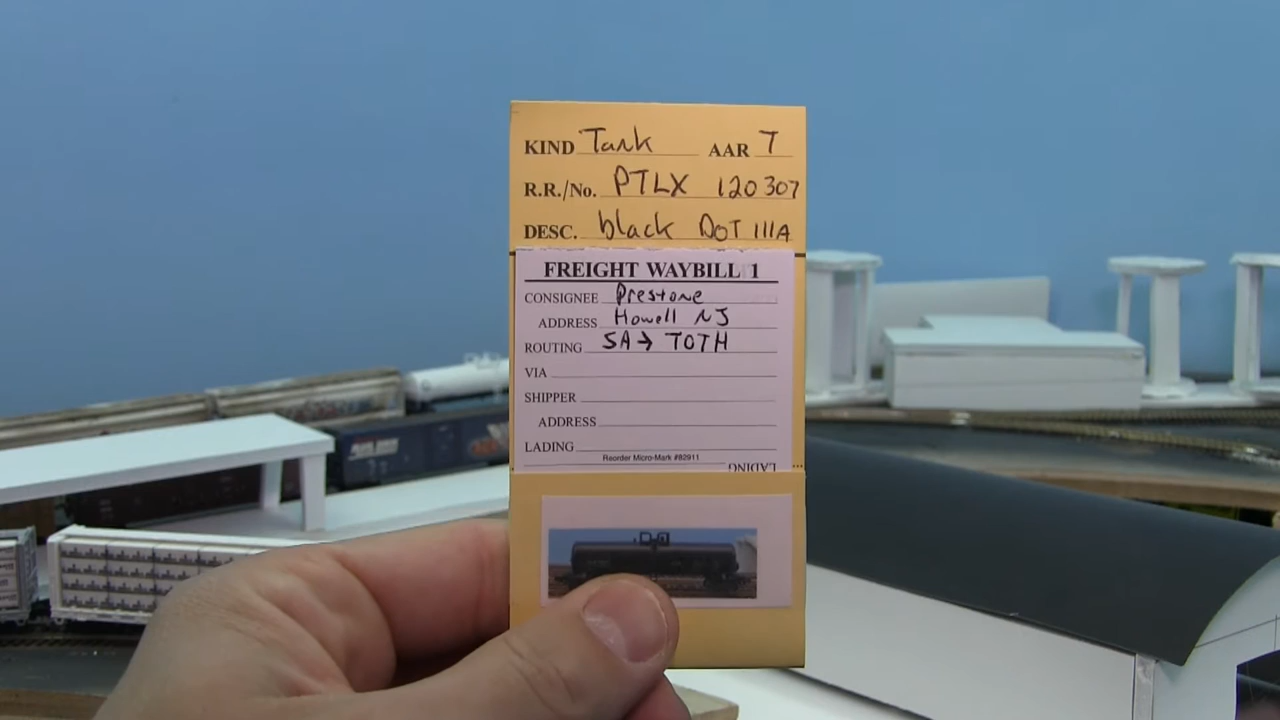 KIND Tank AAR T
R.R./No. PTLX 120307
DESC. black DOT 111A
FREIGHT WAYBILL 1
CONSIGNEE Prestone
ADDRESS Howell NJ
ROUTING SA→ TOTH
VIA
SHIPPER
ADDRESS
LADING
Reorder Micro-Mark #82911
LADING